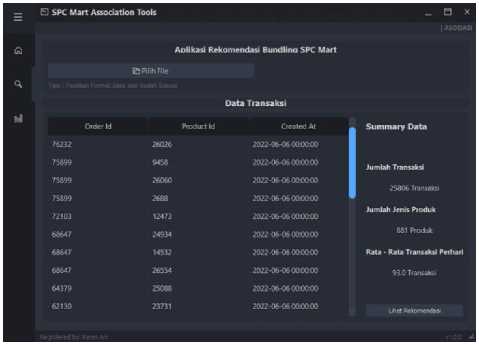 SPC Mart Association Tools
| ASOSIASI
Aplikasi Rekomendasi Bundling SPC Mart
Pilih File
Tips : Pastikan Format Data dan Sudah Sesuai
Data Transaksi
Order Id Product Id Created At
76232 26026 2022-06-06 00:00:00
75899 9458 2022-06-06 00:00:00
75899 26060 2022-06-06 00:00:00
75899 2688 2022-06-06 00:00:00
72103 12473 2022-06-06 00:00:00
68647 24934 2022-06-06 00:00:00
68647 14532 2022-06-06 00:00:00
68647 26554 2022-06-06 00:00:00
64379 25088 2022-06-06 00:00:00
62130 23731 2022-06-06 00:00:00
Summary Data
Jumlah Transaksi
25806 Transaksi
Jumlah Jenis Produk
881 Produk
Rata - Rata Transaksi Perhari
93.0 Transaksi
Lihat Rekomendasi
Registered by